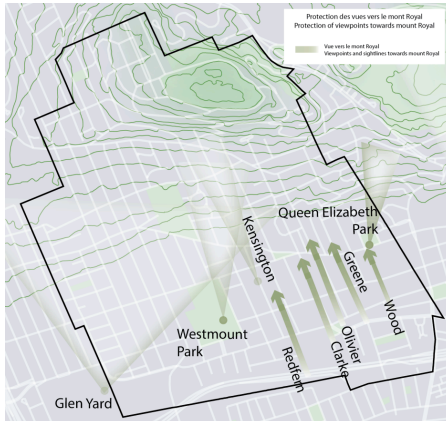 Protection des vues vers le mont Royal
Protection of viewpoints towards mount Royal
Vue vers le mont Royal
Viewpoints and sightlines towards mount Royal
Queen Elizabeth
Park
Kensington
Greene
Wood
Westmount
Park
Olivier
Clarke
Redfern
Glen Yard